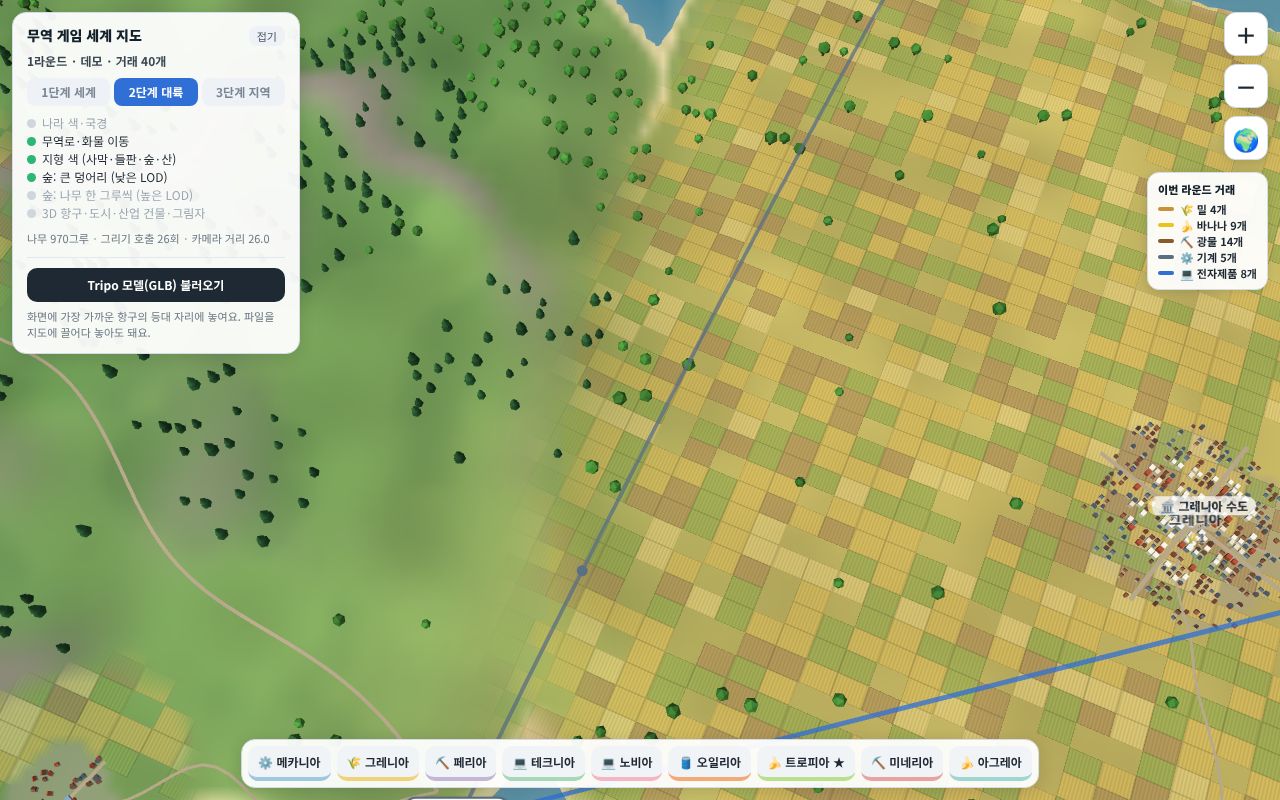 무역 게임 세계 지도
접기
1라운드 · 데모 · 거래 40개
1단계 세계
2단계 대륙
3단계 지역
나라 색·국경
무역로·화물 이동
지형 색 (사막·들판·숲·산)
숲: 큰 덩어리 (낮은 LOD)
숲: 나무 한 그루씩 (높은 LOD)
3D 항구·도시·산업 건물·그림자
나무 970그루 · 그리기 호출 26회 · 카메라 거리 26.0
Tripo 모델(GLB) 불러오기
화면에 가장 가까운 항구의 등대 자리에 놓여요. 파일을
지도에 끌어다 놓아도 돼요.
이번 라운드 거래
밀 4개
바나나 9개
광물 14개
기계 5개
전자제품 8개
그레니아 수도
그레니아
메카니아
그레니아
페리아
테크니아
노비아
오일리아
트로피아 ★
미네리아
아그레아